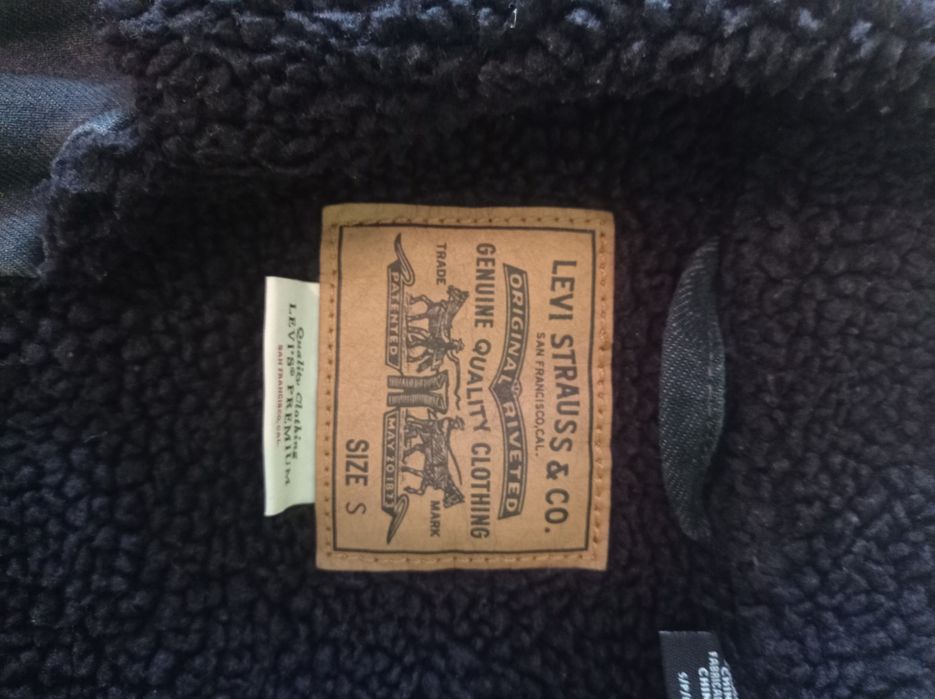 LEVI STRAUSS & CO.
SAN FRANCISCO, CAL.
ORIGINAL RIVETED
GENUINE QUALITY CLOTHING
TRADE MARK
PATENTED MAY 20 1873
SIZE S
Quality Clothing
LEVI'S® PREMIUM
SAN FRANCISCO, CAL.